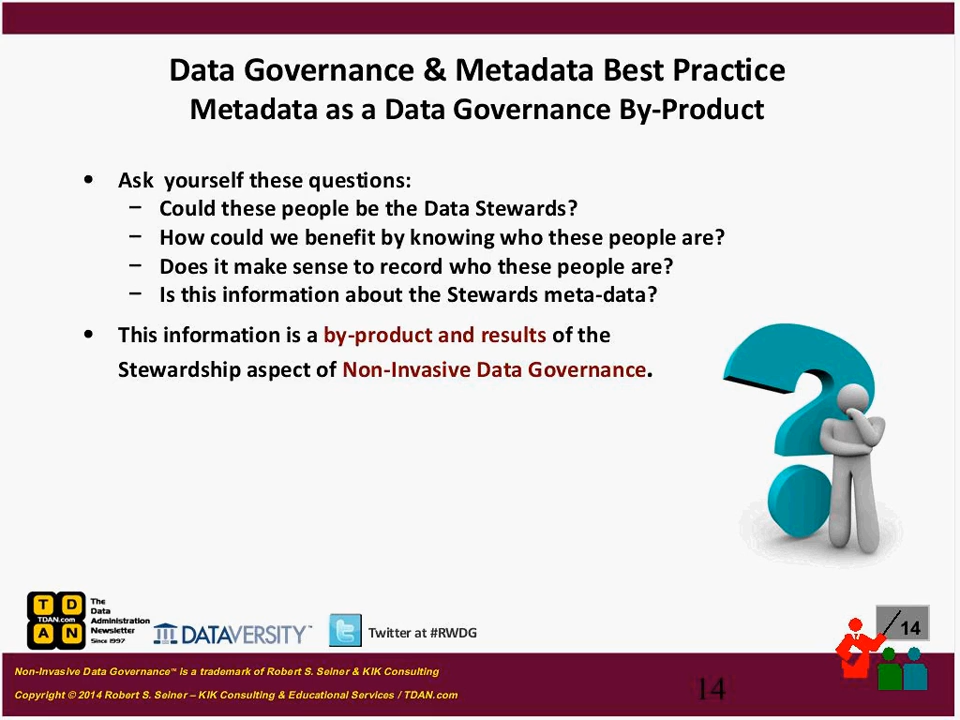 Data Governance & Metadata Best Practice
Metadata as a Data Governance By-Product
• Ask yourself these questions:
– Could these people be the Data Stewards?
– How could we benefit by knowing who these people are?
– Does it make sense to record who these people are?
– Is this information about the Stewards meta-data?
• This information is a by-product and results of the
Stewardship aspect of Non-Invasive Data Governance.
T D
TDAN.com
A N
The
Data
Administration
Newsletter
Since 1997
DATAVERSITY™
Twitter at #RWDG
14
Non-Invasive Data Governance™ is a trademark of Robert S. Seiner & KIK Consulting
Copyright © 2014 Robert S. Seiner – KIK Consulting & Educational Services / TDAN.com
14